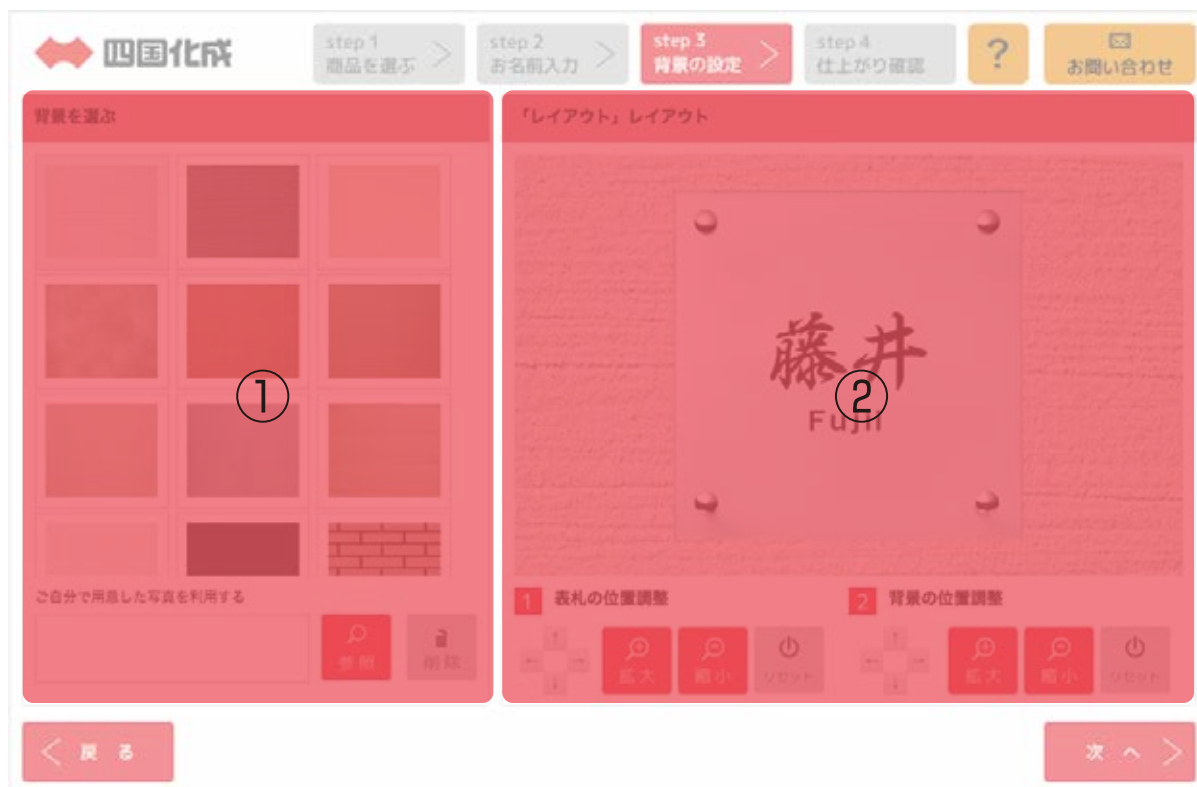 四国化成
step 1
商品を選ぶ
step 2
お名前入力
step 3
背景の設定
step 4
仕上がり確認
?
お問い合わせ
背景を選ぶ
①
ご自分で用意した写真を利用する
参照
削除
「レイアウト」レイアウト
藤井
②
Fujii
1 表札の位置調整
↑
← →
↓
拡大
縮小
リセット
2 背景の位置調整
↑
← →
↓
拡大
縮小
リセット
戻る
次へ